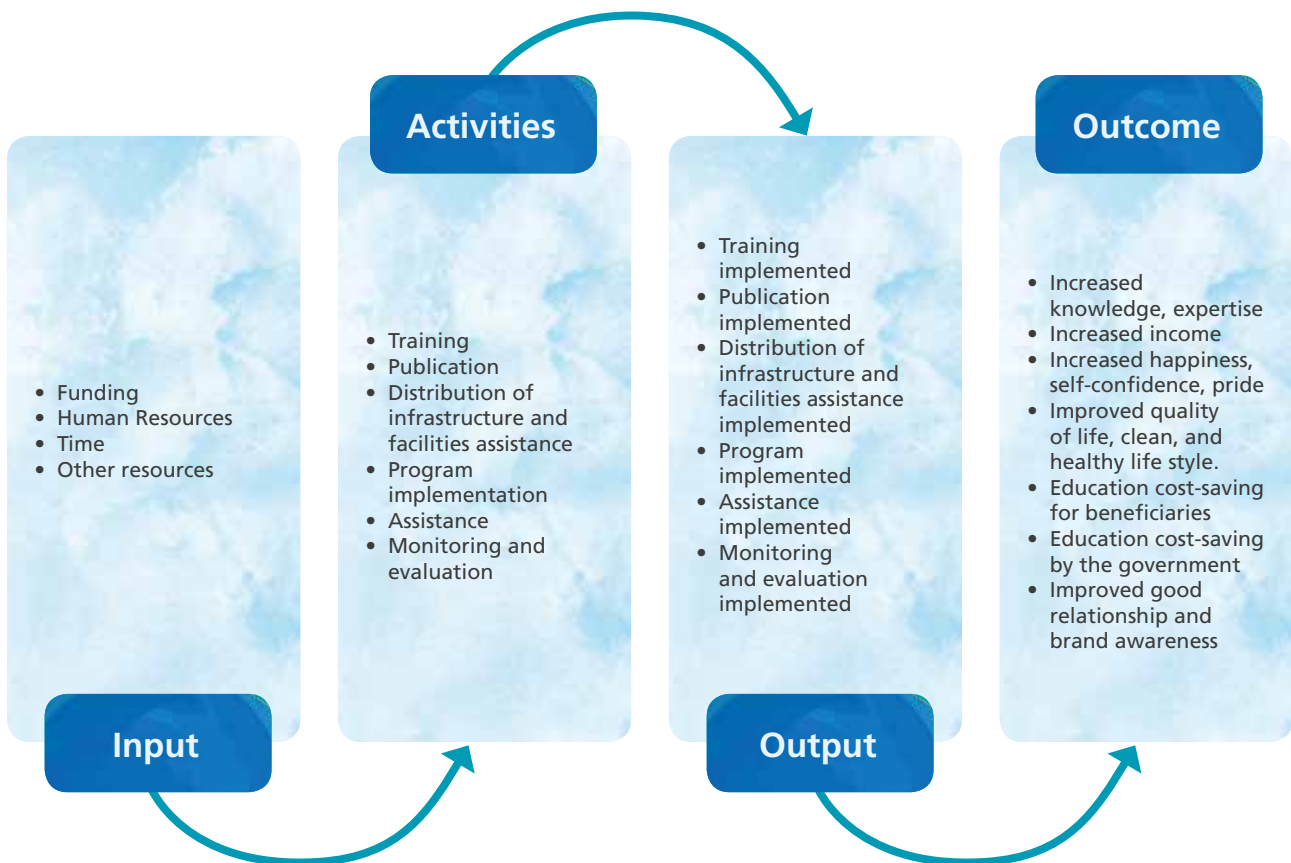 • Funding
• Human Resources
• Time
• Other resources
Input
Activities
• Training
• Publication
• Distribution of
infrastructure and
facilities assistance
• Program
implementation
• Assistance
• Monitoring and
evaluation
• Training
implemented
• Publication
implemented
• Distribution of
infrastructure and
facilities assistance
implemented
• Program
implemented
• Assistance
implemented
• Monitoring
and evaluation
implemented
Output
Outcome
• Increased
knowledge, expertise
• Increased income
• Increased happiness,
self-confidence, pride
• Improved quality
of life, clean, and
healthy life style.
• Education cost-saving
for beneficiaries
• Education cost-saving
by the government
• Improved good
relationship and
brand awareness